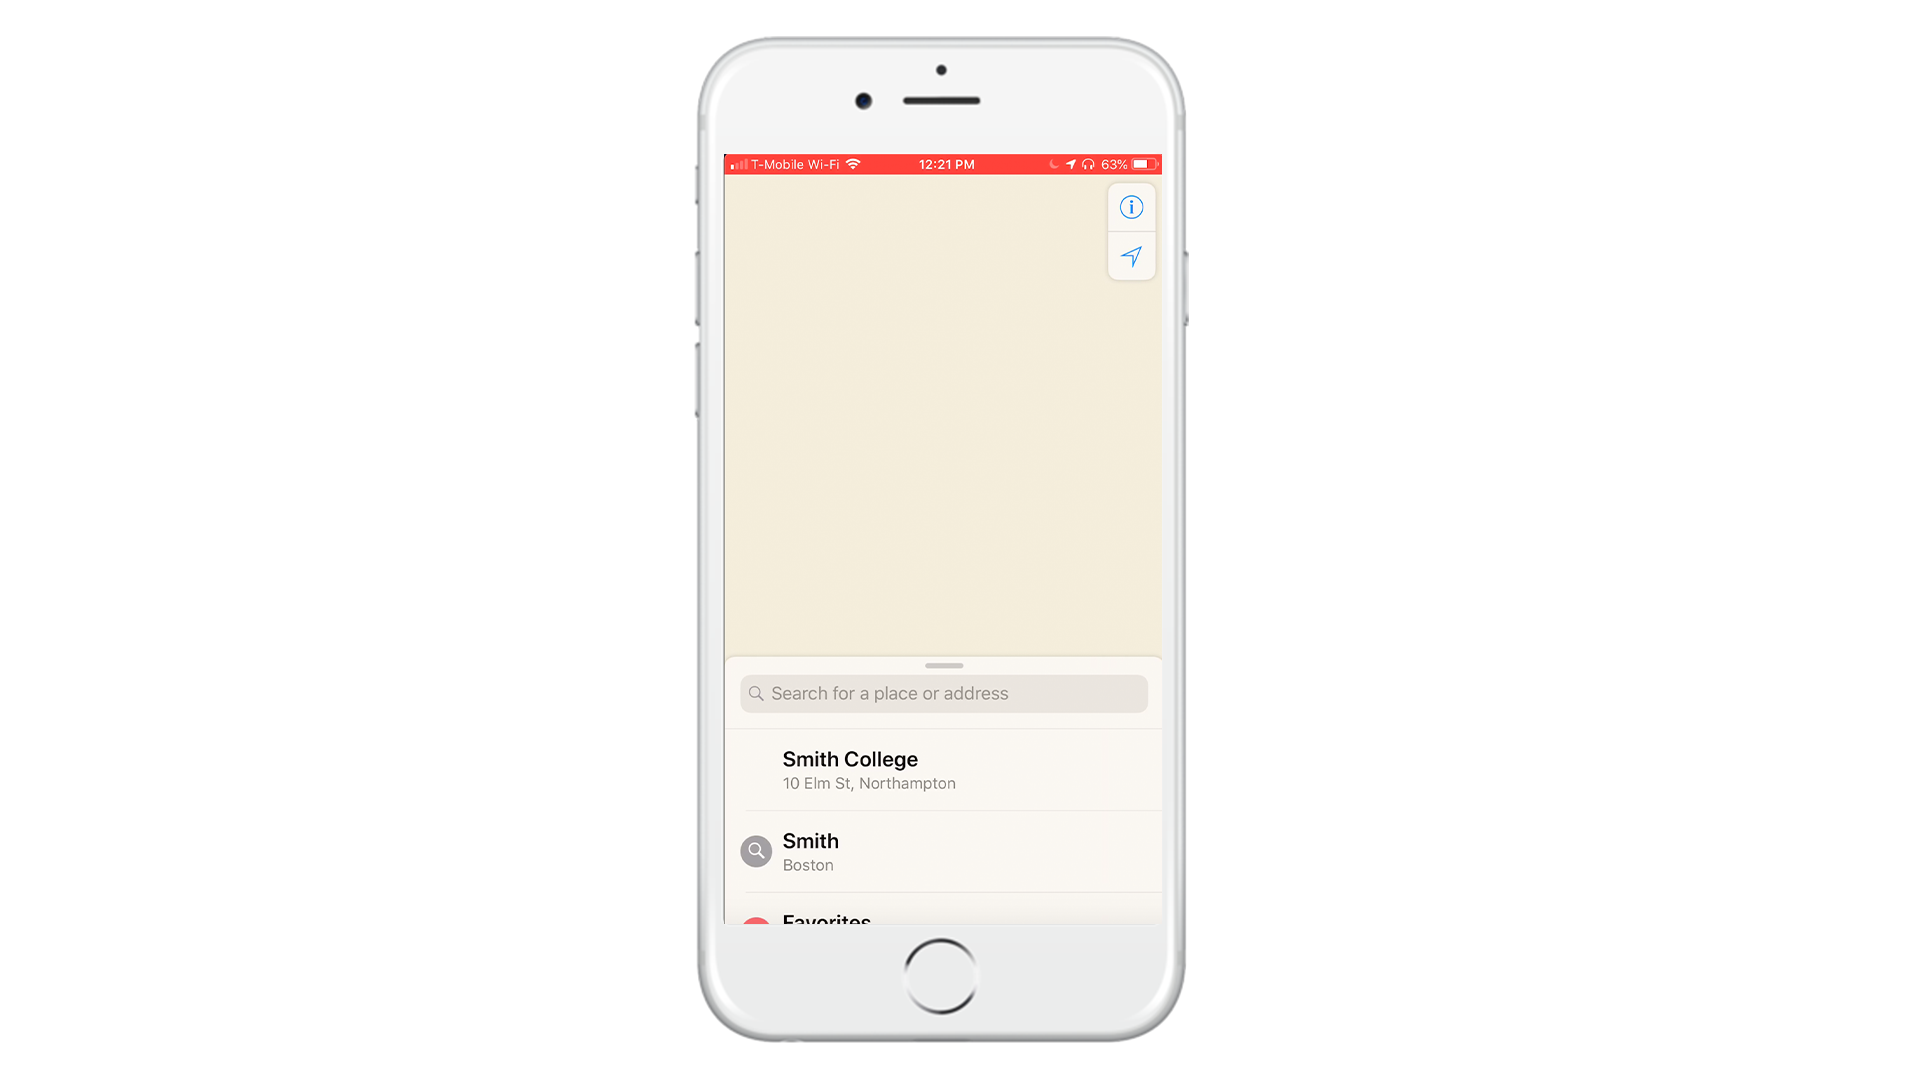 T-Mobile Wi-Fi 12:21 PM 63%
Search for a place or address
Smith College
10 Elm St, Northampton
Smith
Boston
Favorites